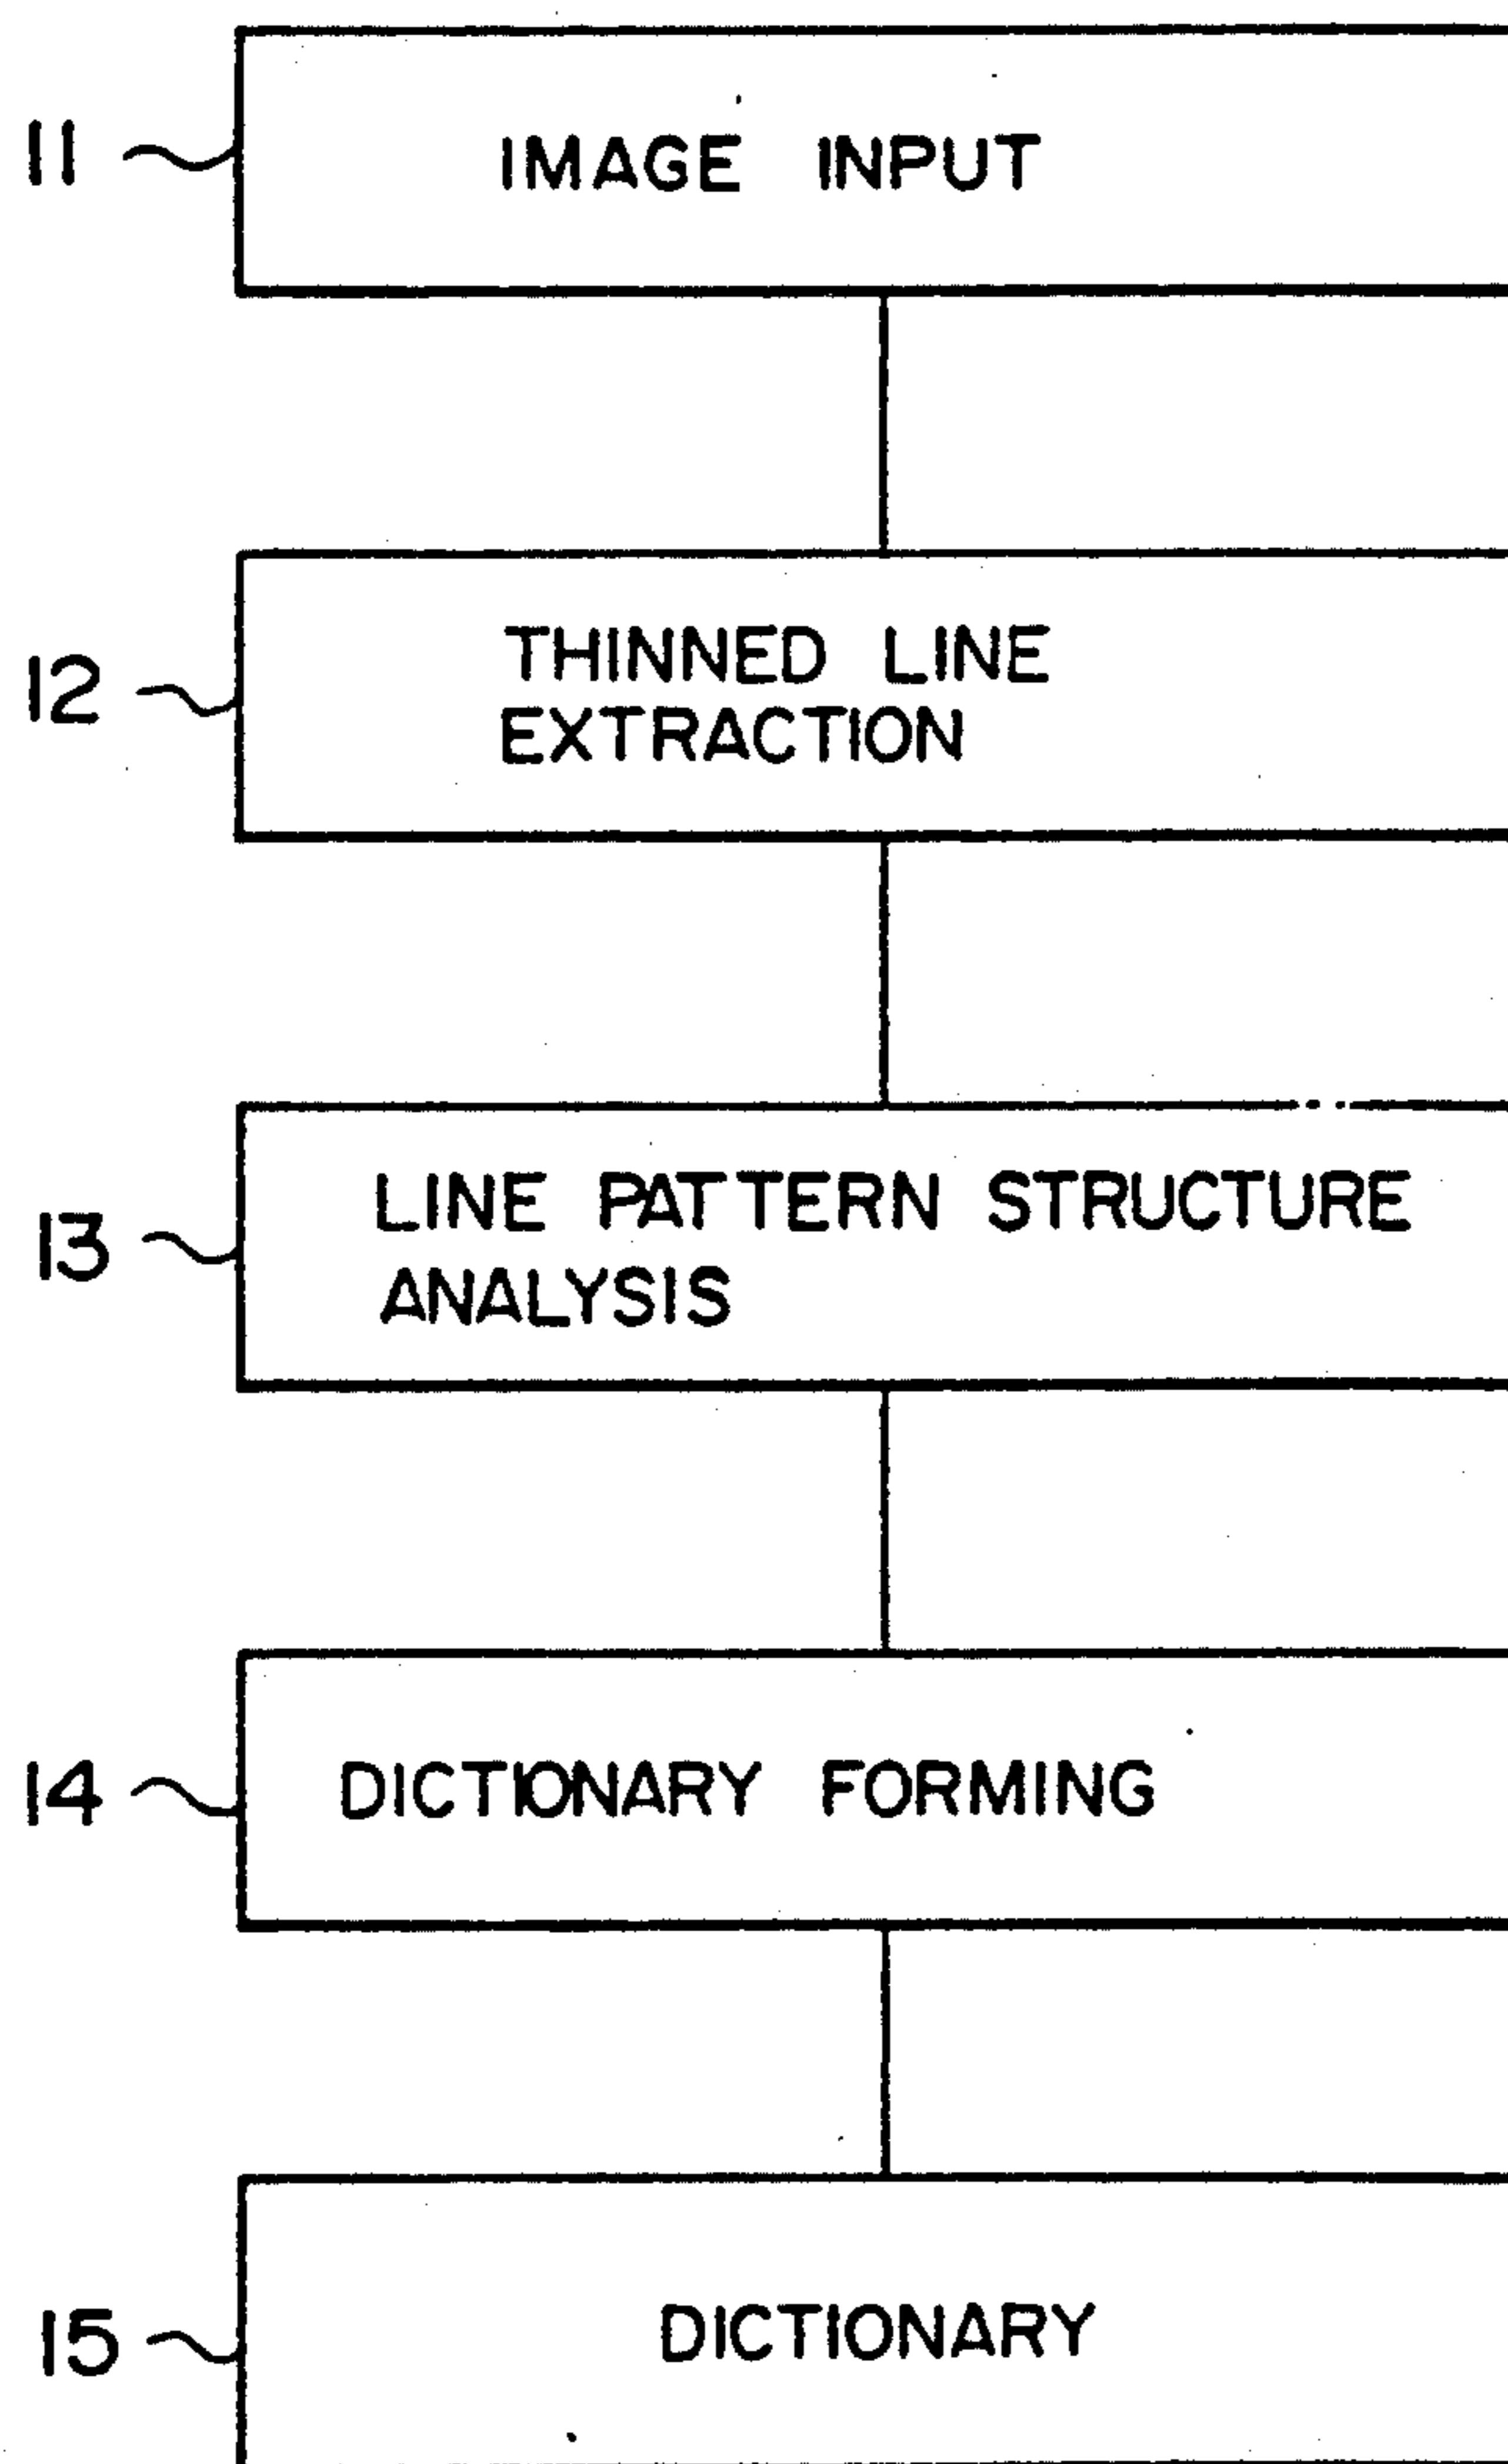 11 IMAGE INPUT
12 THINNED LINE
EXTRACTION
13 LINE PATTERN STRUCTURE
ANALYSIS
14 DICTIONARY FORMING
15 DICTIONARY